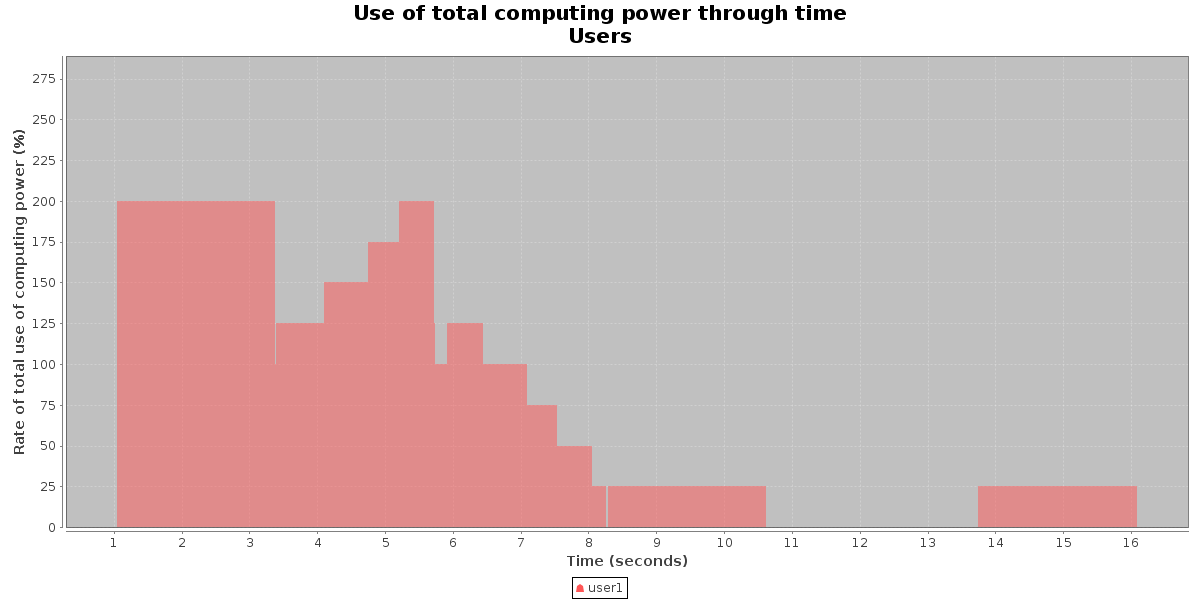 Use of total computing power through time
Users
Rate of total use of computing power (%)
275
250
225
200
175
150
125
100
75
50
25
0
1 2 3 4 5 6 7 8 9 10 11 12 13 14 15 16
Time (seconds)
user1